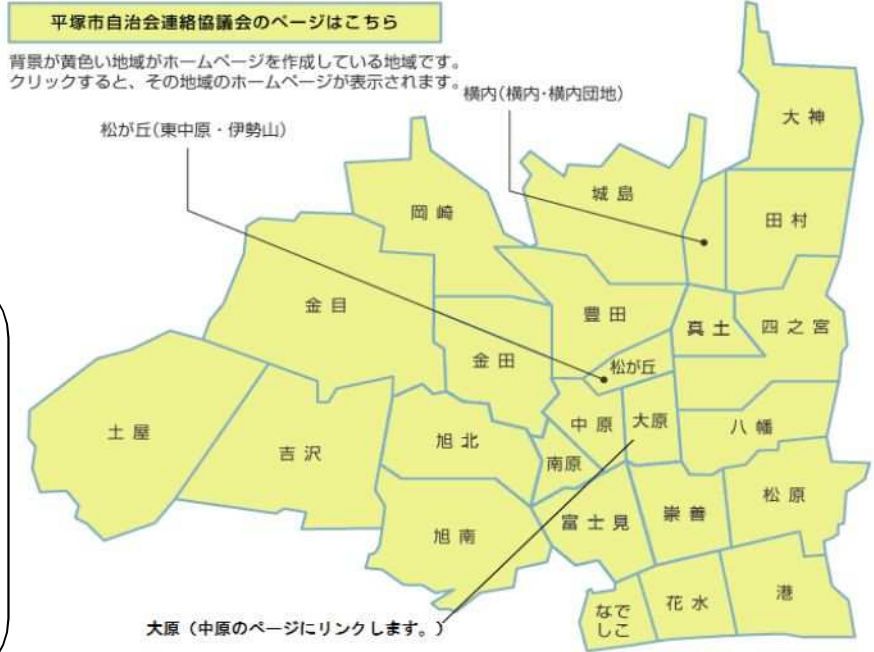 平塚市自治会連絡協議会のページはこちら
背景が黄色い地域がホームページを作成している地域です。
クリックすると、その地域のホームページが表示されます。
横内(横内・横内団地)
松が丘(東中原・伊勢山)
大神
城島
岡崎
田村
金目
豊田
真土
四之宮
金田
松が丘
土屋
吉沢
旭北
中原
大原
八幡
南原
旭南
富士見
崇善
松原
なで
しこ
花水
港
大原（中原のページにリンクします。）